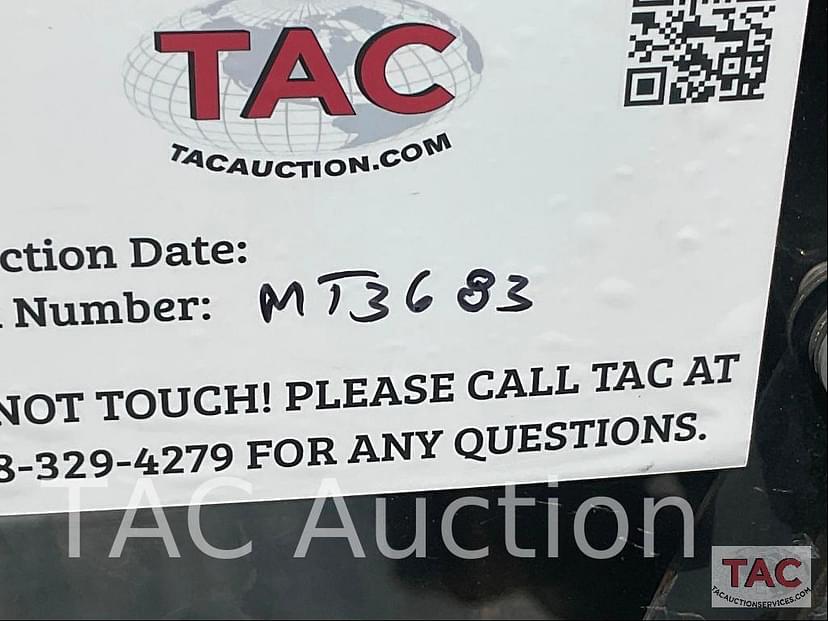 TAC
TACAUCTION.COM
ction Date:
Number: MT3683
NOT TOUCH! PLEASE CALL TAC AT
8-329-4279 FOR ANY QUESTIONS.
TAC Auction
TAC
TACAUCTIONSERVICES.COM